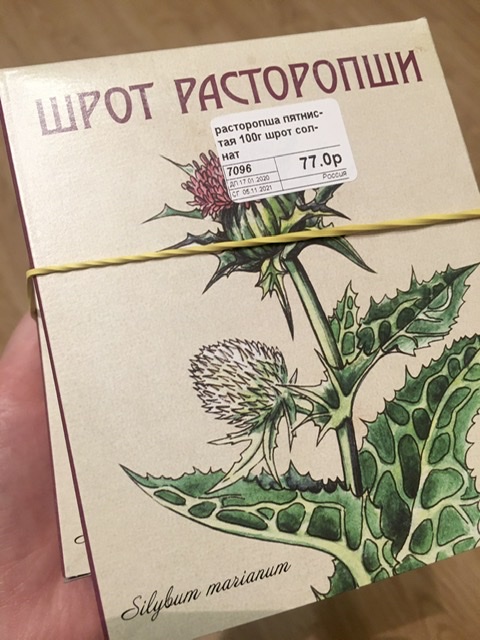 ШРОТ РАСТОРОПШИ
расторопша пятнис-
тая 100г шрот сол-
нат
7096
77.0р
ДП 17.01.2020
СГ 05.11.2021
Россия
Silybum marianum